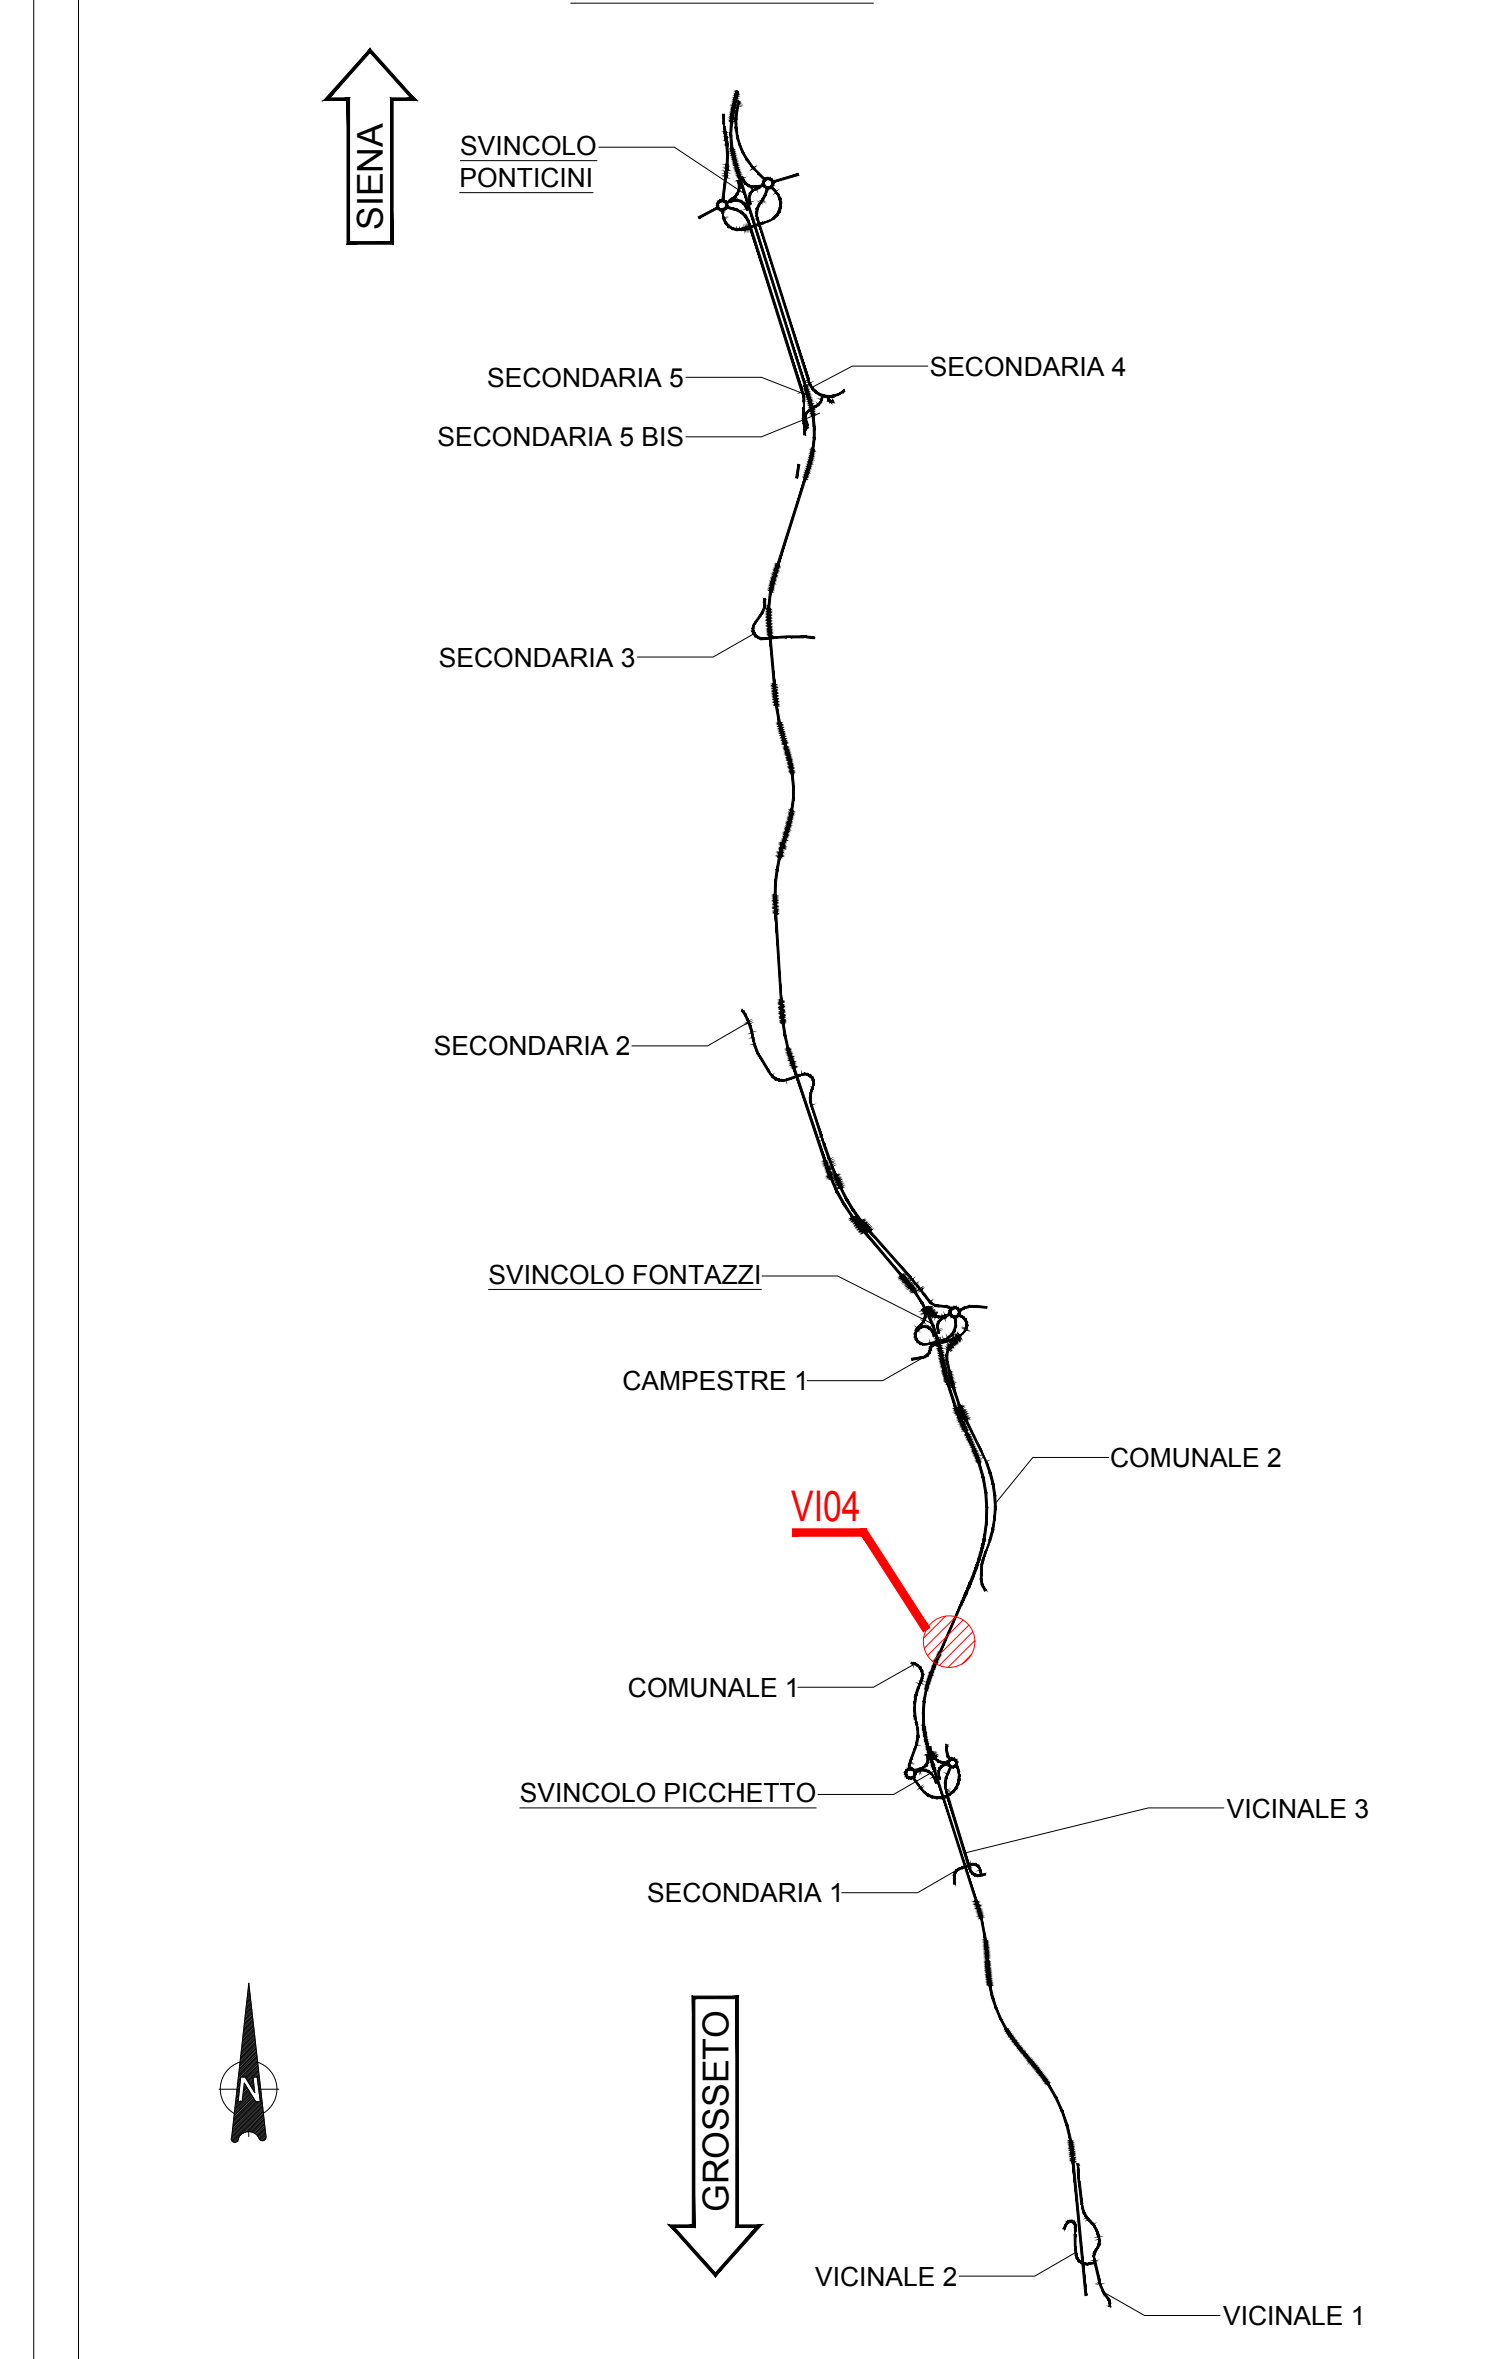 SIENA
SVINCOLO
PONTICINI
SECONDARIA 4
SECONDARIA 5
SECONDARIA 5 BIS
SECONDARIA 3
SECONDARIA 2
SVINCOLO FONTAZZI
CAMPESTRE 1
COMUNALE 2
VI04
COMUNALE 1
SVINCOLO PICCHETTO
VICINALE 3
SECONDARIA 1
N
GROSSETO
VICINALE 2
VICINALE 1